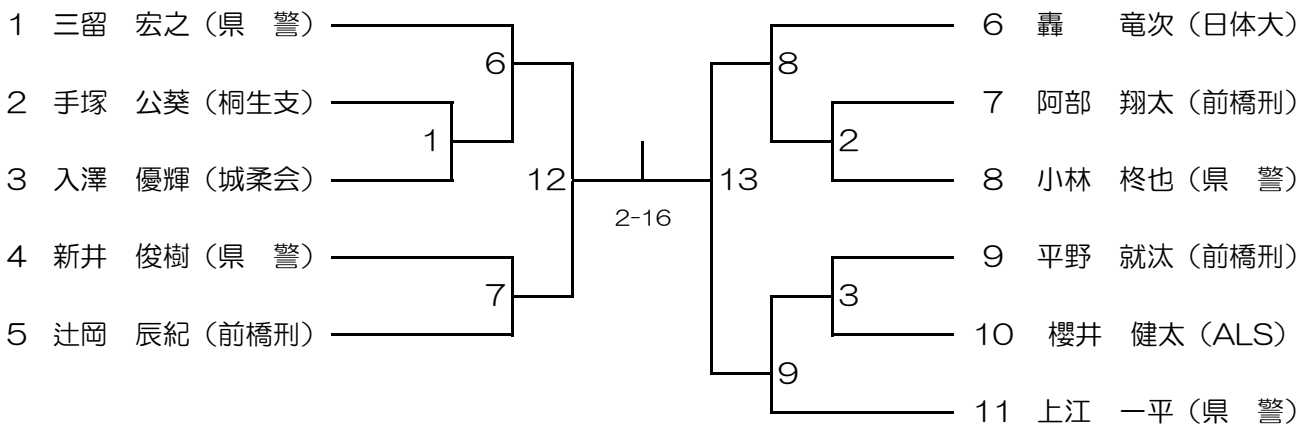 1 三留 宏之（県 警）
2 手塚 公葵（桐生支）
3 入澤 優輝（城柔会）
4 新井 俊樹（県 警）
5 辻岡 辰紀（前橋刑）
6
1
12
7
2-16
13
8
2
3
9
6 轟 竜次（日体大）
7 阿部 翔太（前橋刑）
8 小林 柊也（県 警）
9 平野 就汰（前橋刑）
10 櫻井 健太（ALS）
11 上江 一平（県 警）